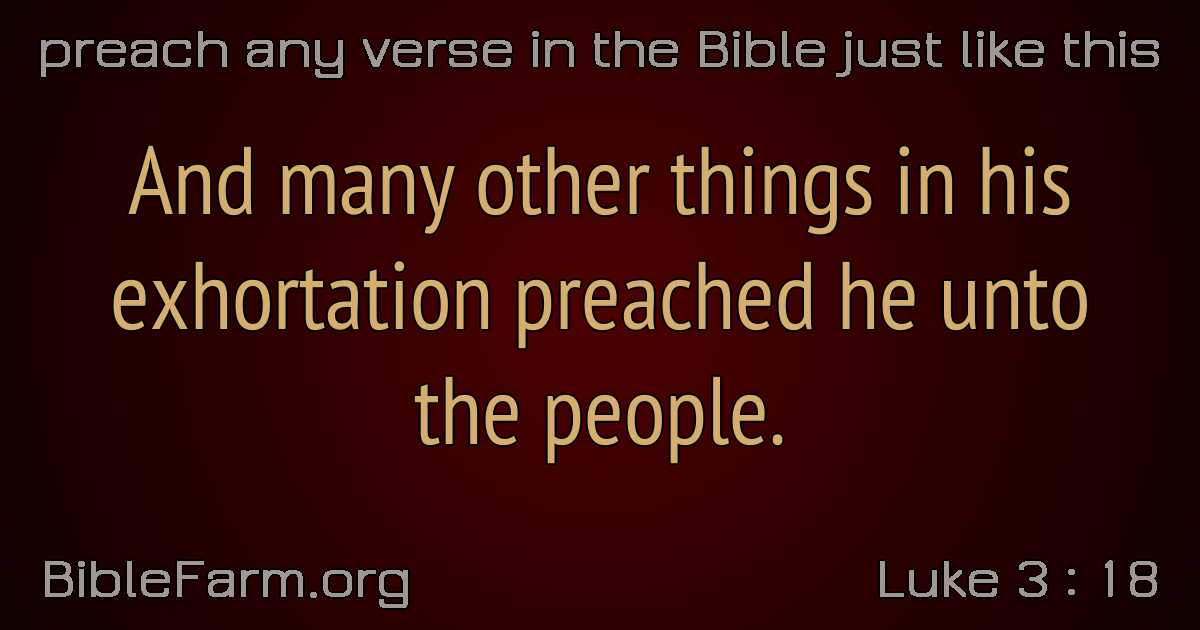 preach any verse in the Bible just like this
And many other things in his
exhortation preached he unto
the people.
BibleFarm.org
Luke 3 : 18